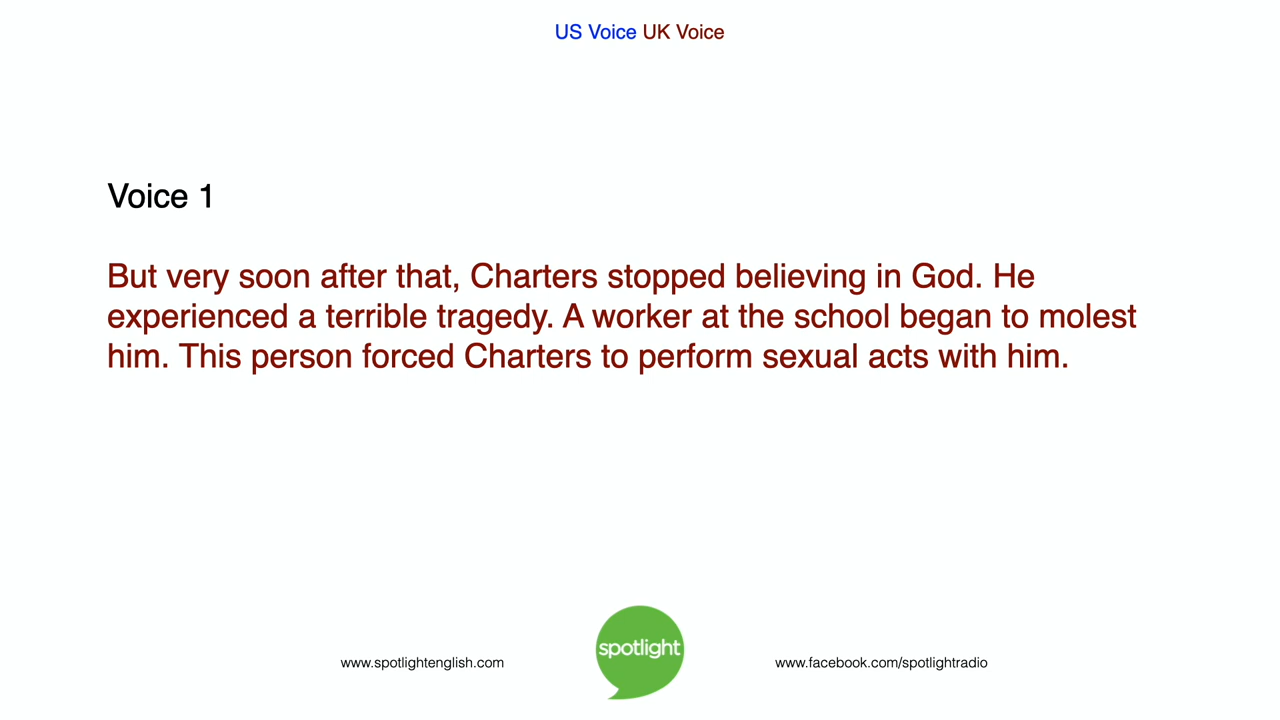 US Voice UK Voice
Voice 1
But very soon after that, Charters stopped believing in God. He
experienced a terrible tragedy. A worker at the school began to molest
him. This person forced Charters to perform sexual acts with him.
spotlight
www.spotlightenglish.com
www.facebook.com/spotlightradio